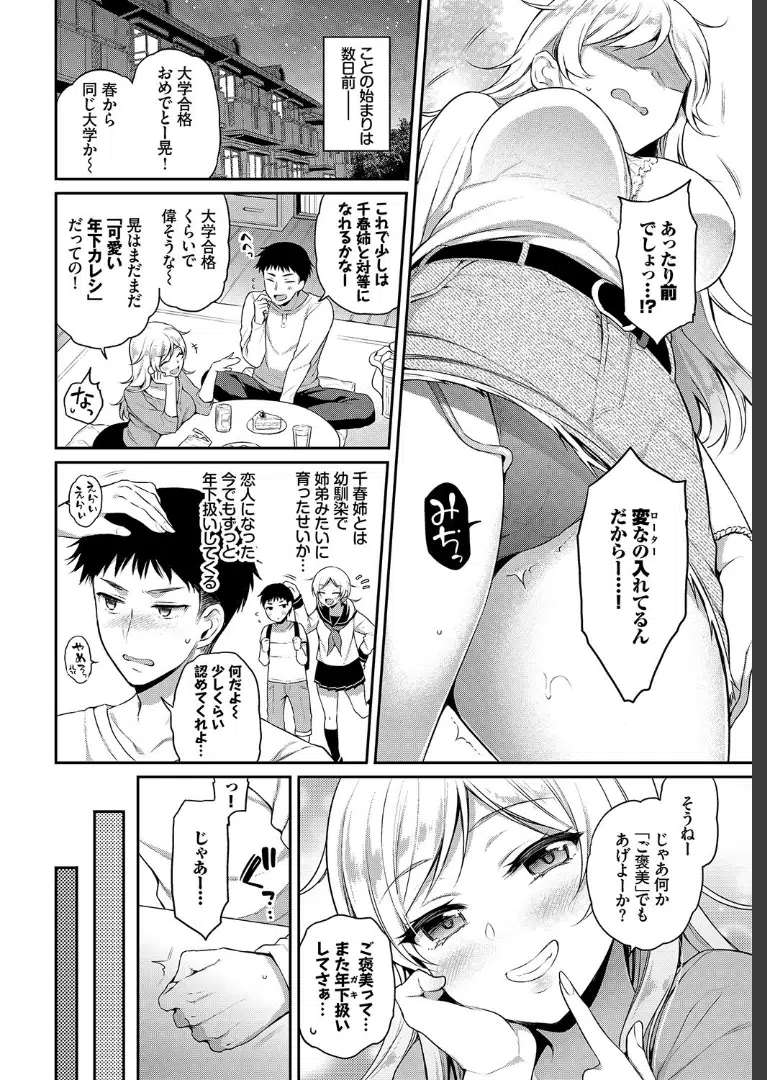 あったり前
でしょっ…!?
変なの入れてるん
ローター
だからー……!
みちっ
ことの始まりは
数日前――
大学合格
おめでとー晃!
春から
同じ大学か〜
これで少しは
千春姉と対等に
なれるかなー
へへっ
大学合格
くらいで
偉そうな〜
晃はまだまだ
「可愛い
年下カレシ」
だっての!
なっ
千春姉とは
幼馴染で
姉弟みたいに
育ったせいか…
恋人になった
今でもずっと
年下扱いしてくる
えらい
えらい
やめろっ
何だよ〜
少しくらい
認めてくれよ…
そうねー
じゃあ何か
「ご褒美」でも
あげよーか?
ご褒美って…
また年下扱い
ガキ
してさぁ…
っ!
じゃあー…